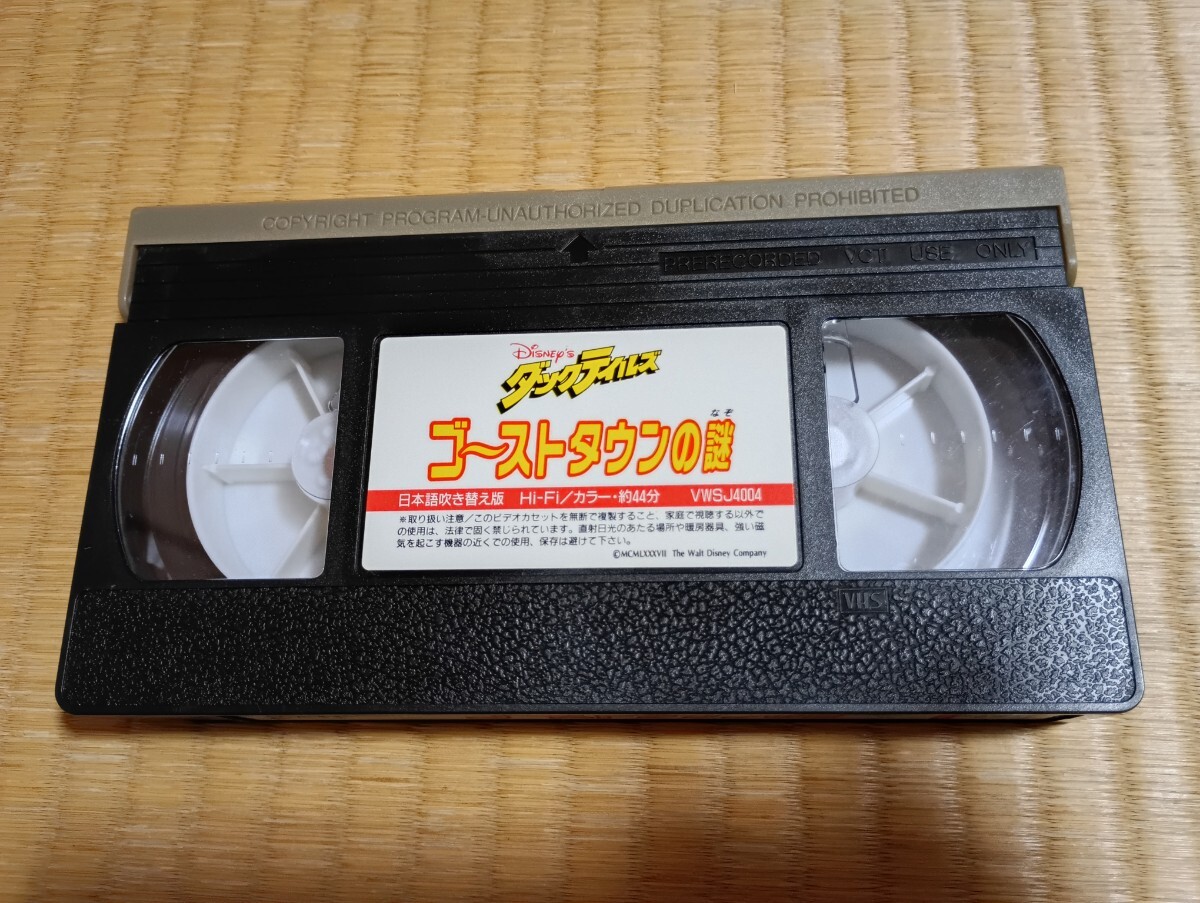 COPYRIGHT PROGRAM-UNAUTHORIZED DUPLICATION PROHIBITED
PRERECORDED VCT USE ONLY
DISNEY'S
ダックテイルズ
なぞ
ゴ〜ストタウンの謎
日本語吹き替え版 Hi-Fi/カラー・約44分 VWSJ4004
※取り扱い注意/このビデオカセットを無断で複製すること、家庭で視聴する以外で
の使用は、法律で固く禁じられています。直射日光のあたる場所や暖房器具、強い磁
気を起こす機器の近くでの使用、保存は避けて下さい。
©MCMLXXXVII The Walt Disney Company
VHS